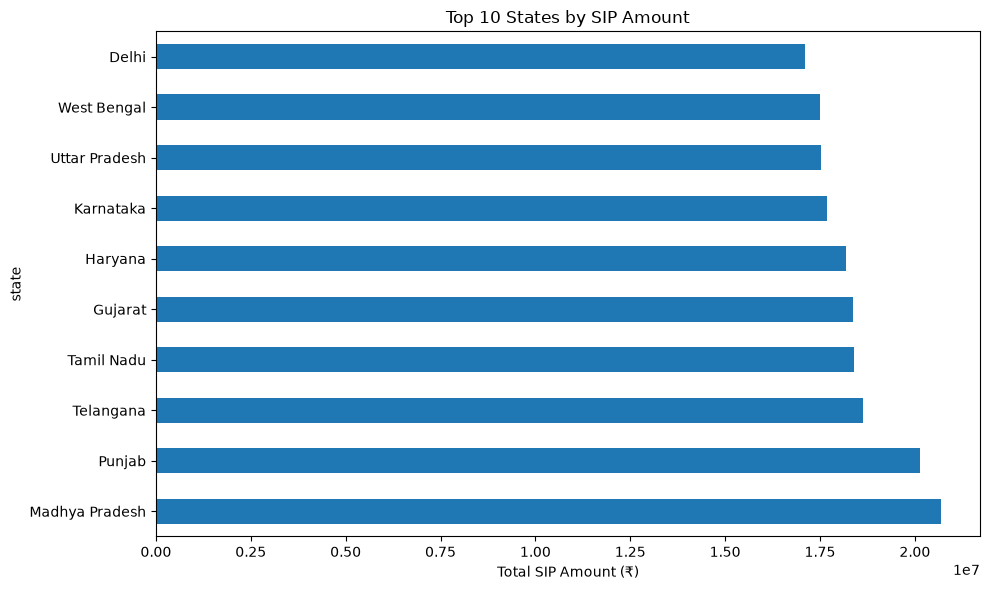 Top 10 States by SIP Amount
state
Delhi
West Bengal
Uttar Pradesh
Karnataka
Haryana
Gujarat
Tamil Nadu
Telangana
Punjab
Madhya Pradesh
0.00 0.25 0.50 0.75 1.00 1.25 1.50 1.75 2.00
1e7
Total SIP Amount (₹)